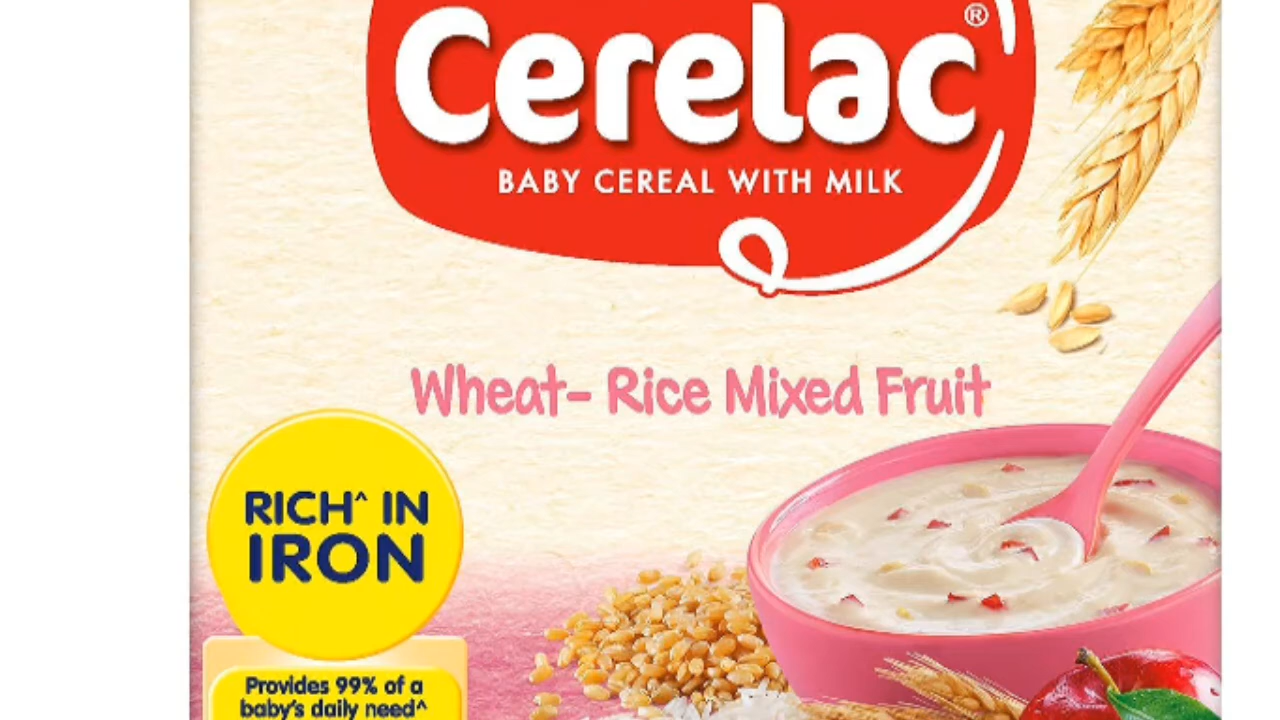 Cerelac®
BABY CEREAL WITH MILK
Wheat- Rice Mixed Fruit
RICH^ IN
IRON
Provides 99% of a
baby's daily need^